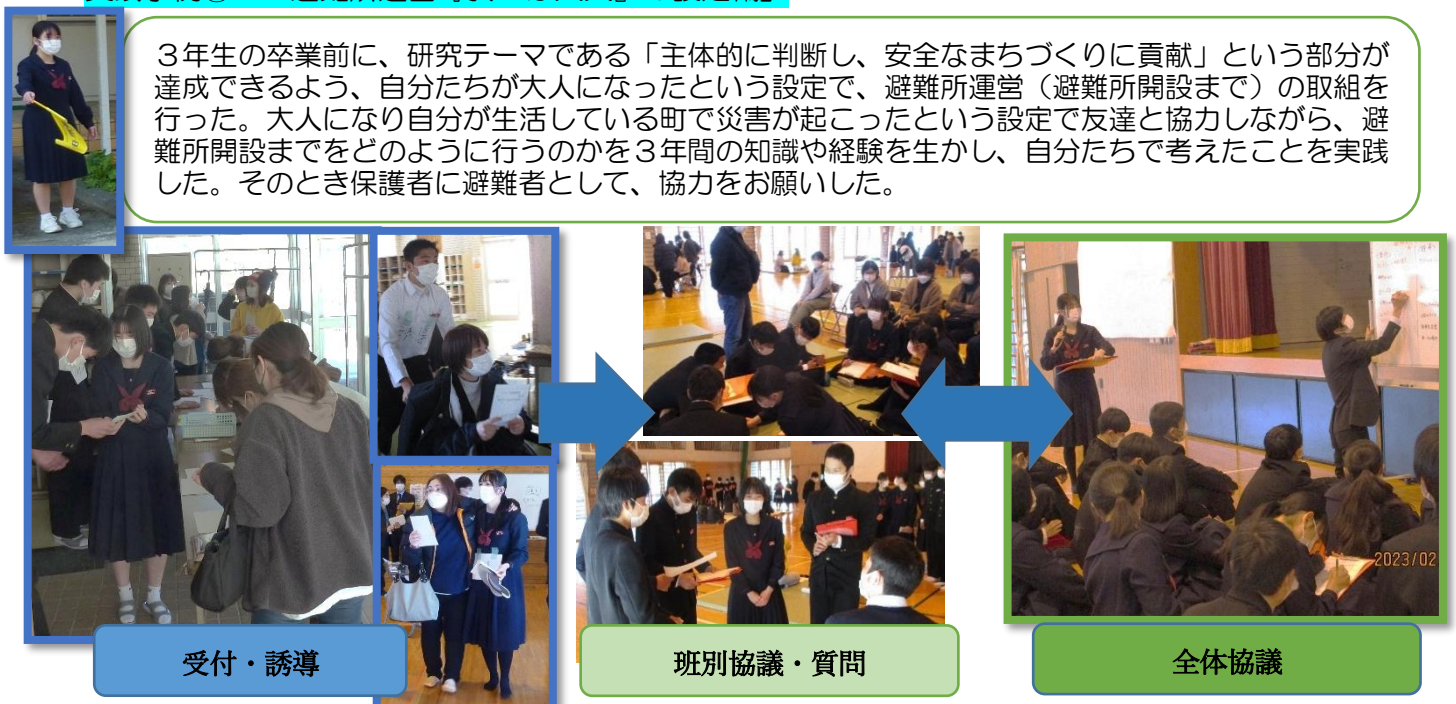 ３年生の卒業前に、研究テーマである「主体的に判断し、安全なまちづくりに貢献」という部分が
達成できるよう、自分たちが大人になったという設定で、避難所運営（避難所開設まで）の取組を
行った。大人になり自分が生活している町で災害が起こったという設定で友達と協力しながら、避
難所開設までをどのように行うのかを３年間の知識や経験を生かし、自分たちで考えたことを実践
した。そのとき保護者に避難者として、協力をお願いした。
2023/02
受付・誘導
班別協議・質問
全体協議